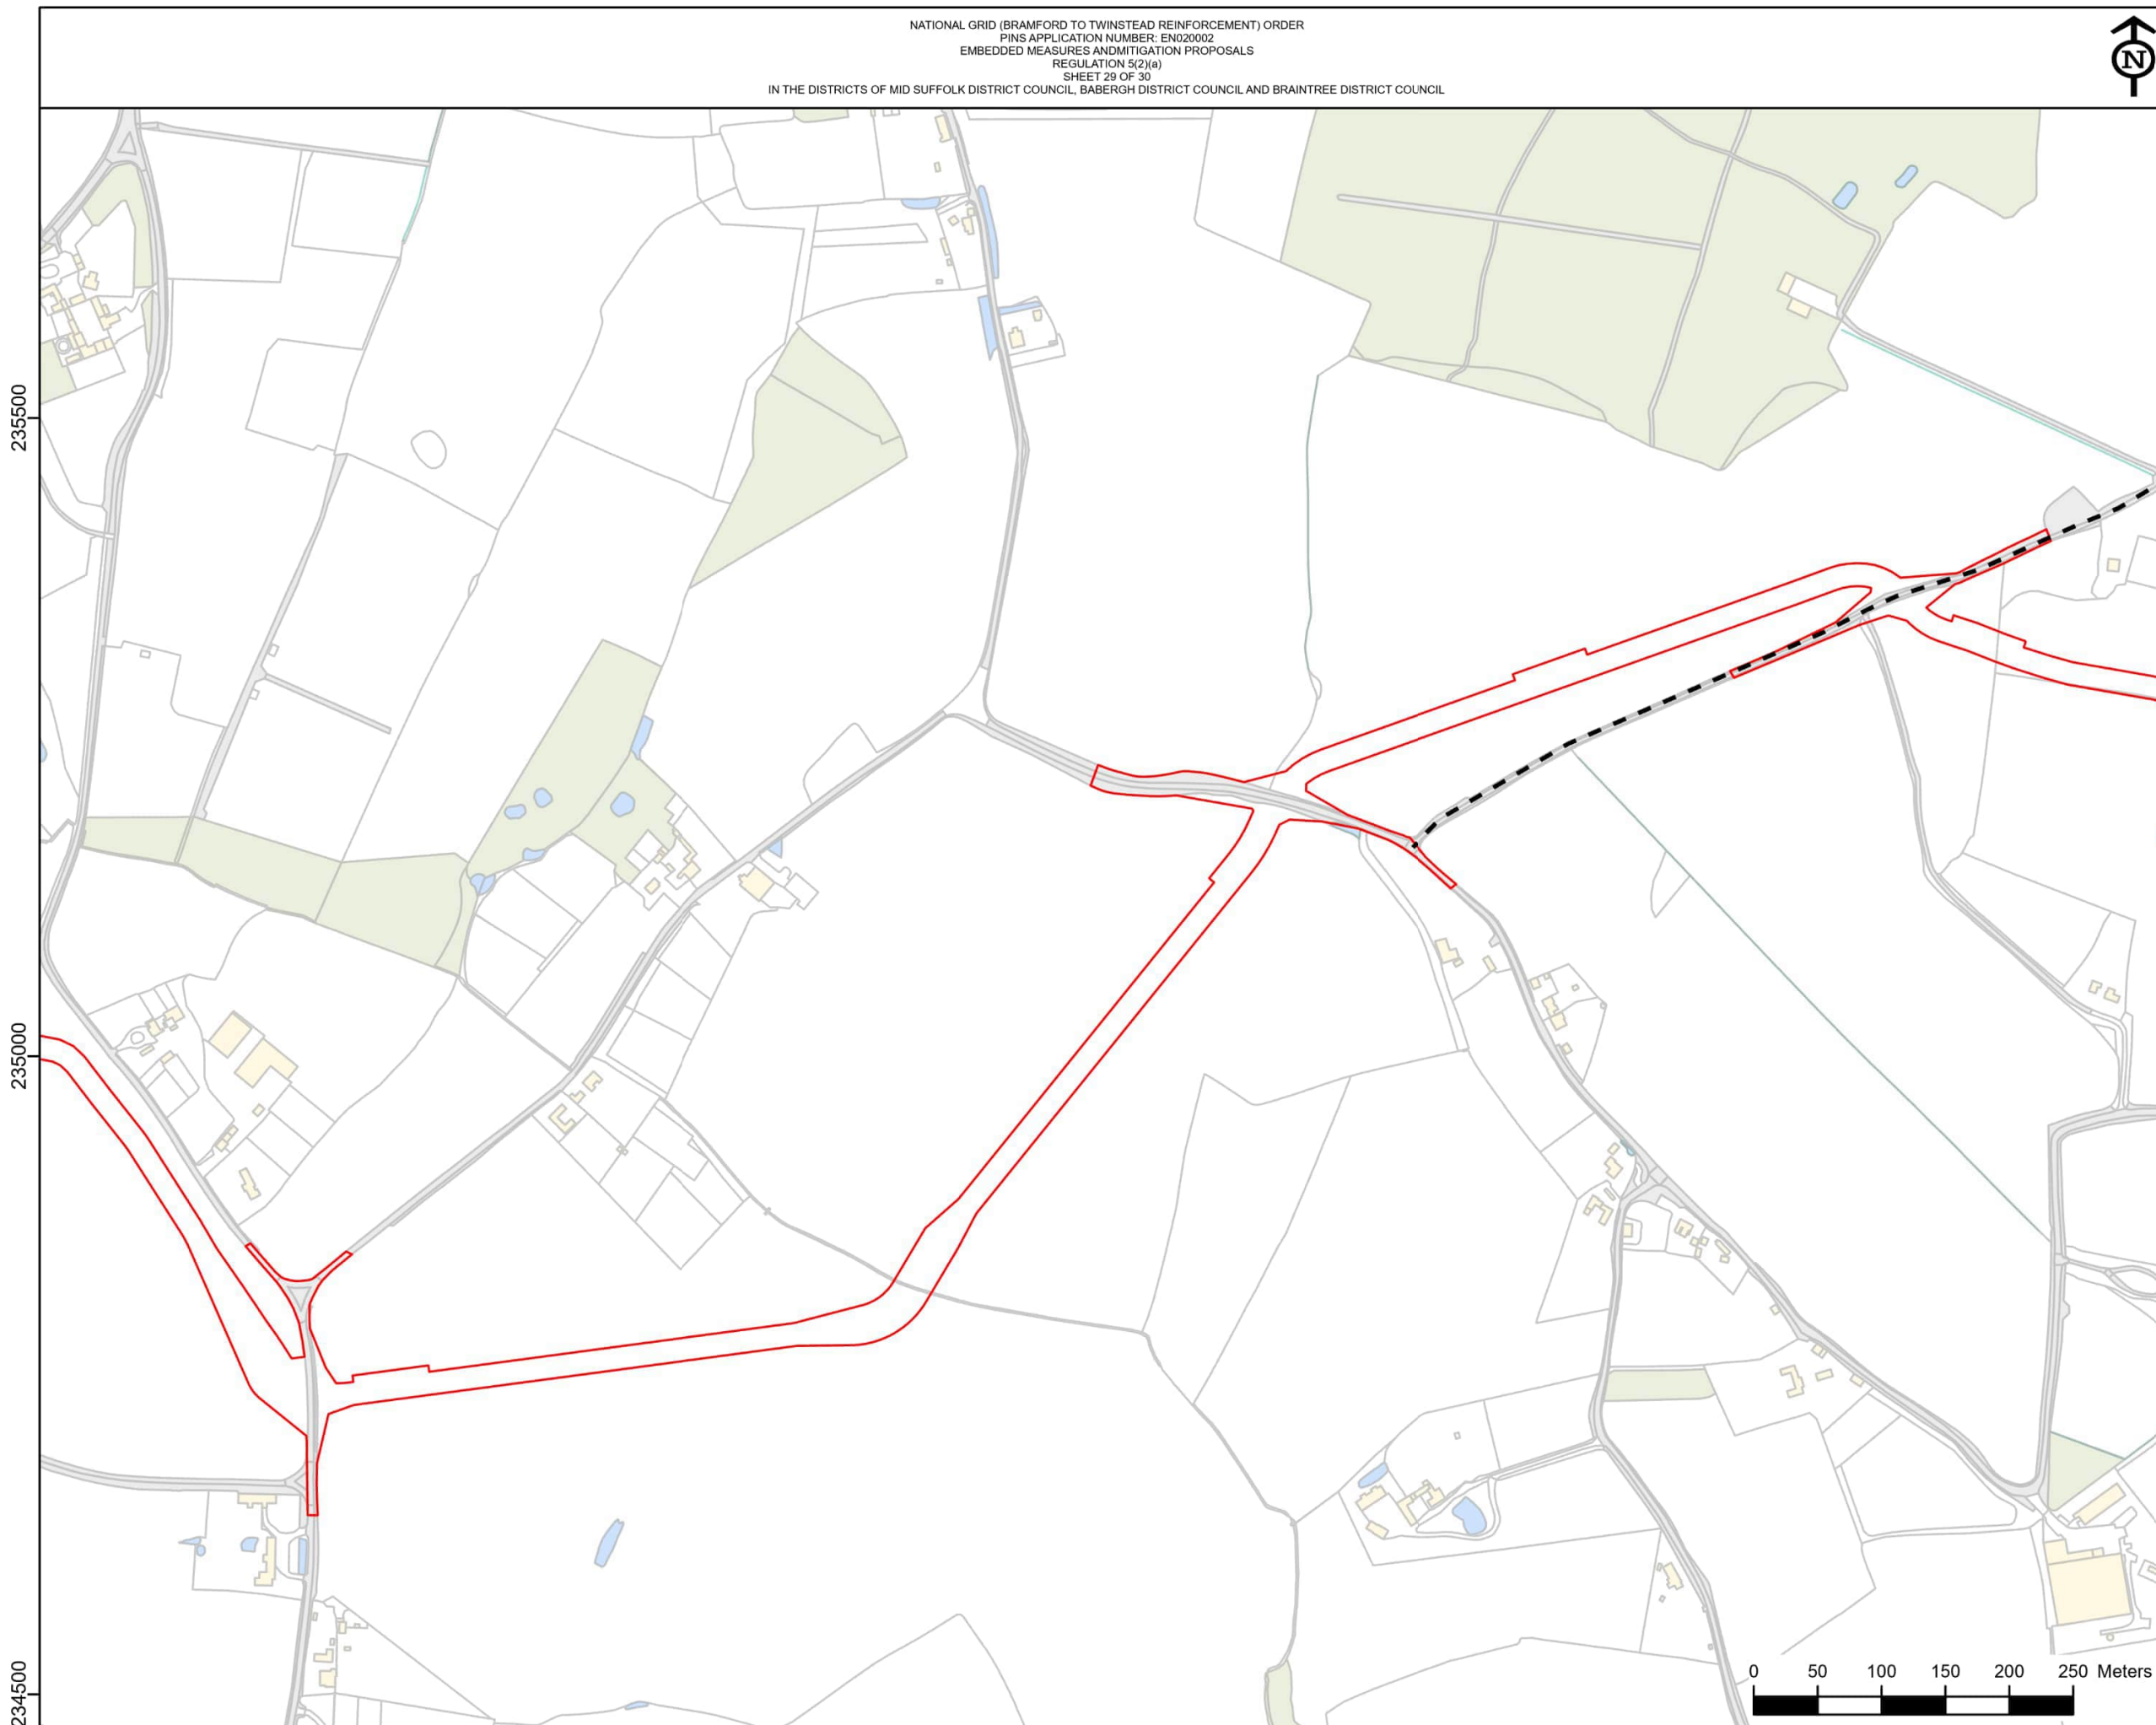 NATIONAL GRID (BRAMFORD TO TWINSTEAD REINFORCEMENT) ORDER
PINS APPLICATION NUMBER: EN020002
EMBEDDED MEASURES ANDMITIGATION PROPOSALS
REGULATION 5(2)(a)
SHEET 29 OF 30
IN THE DISTRICTS OF MID SUFFOLK DISTRICT COUNCIL, BABERGH DISTRICT COUNCIL AND BRAINTREE DISTRICT COUNCIL
N
235500
235000
234500
0 50 100 150 200 250 Meters